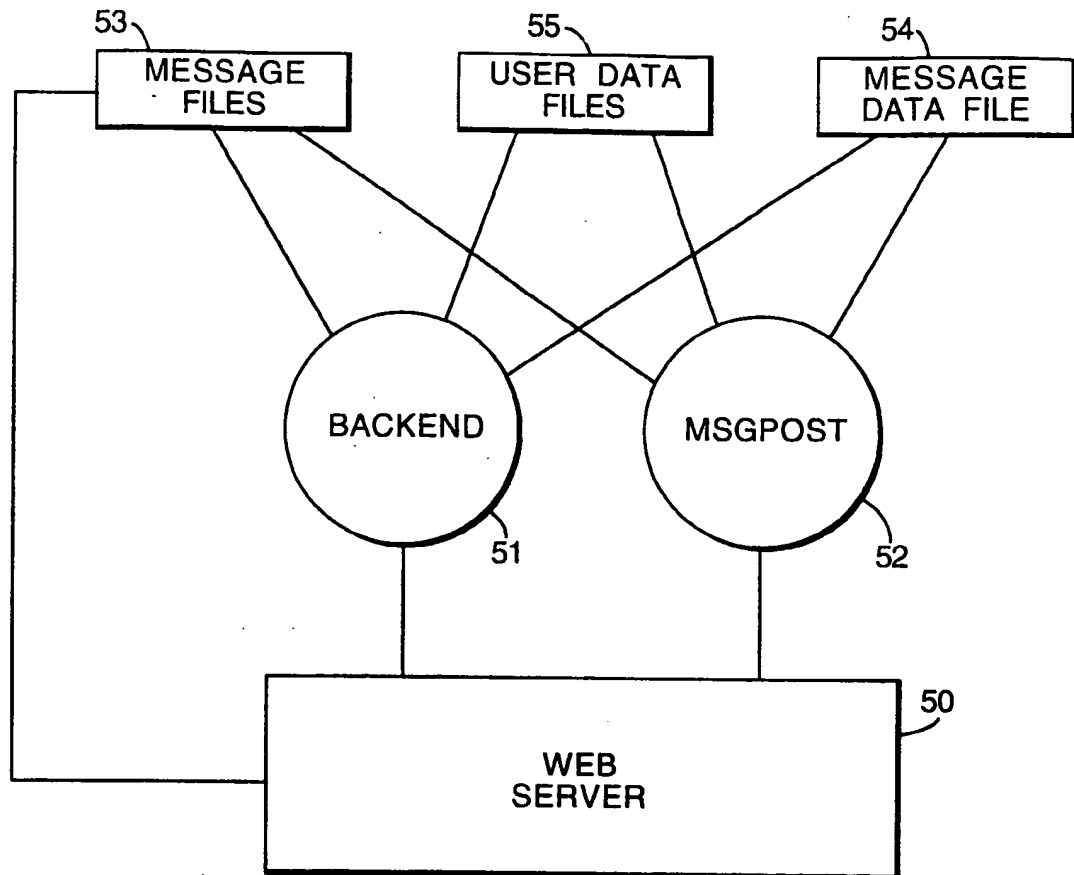 53
55
54
MESSAGE
FILES
USER DATA
FILES
MESSAGE
DATA FILE
BACKEND
MSGPOST
51
52
50
WEB
SERVER